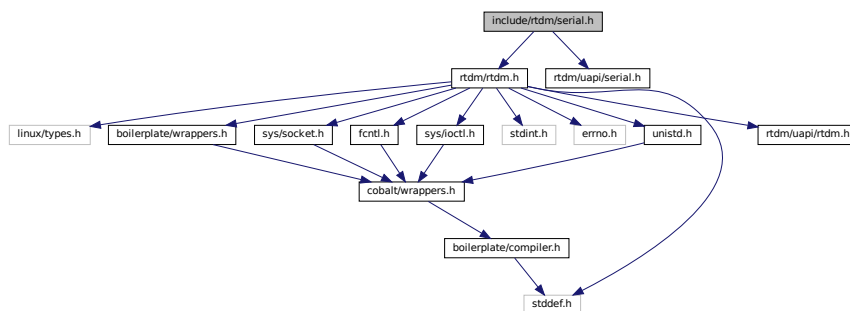 include/rtdm/serial.h
rtdm/rtdm.h
rtdm/uapi/serial.h
linux/types.h
boilerplate/wrappers.h
sys/socket.h
fcntl.h
sys/ioctl.h
stdint.h
errno.h
unistd.h
rtdm/uapi/rtdm.h
cobalt/wrappers.h
boilerplate/compiler.h
stddef.h